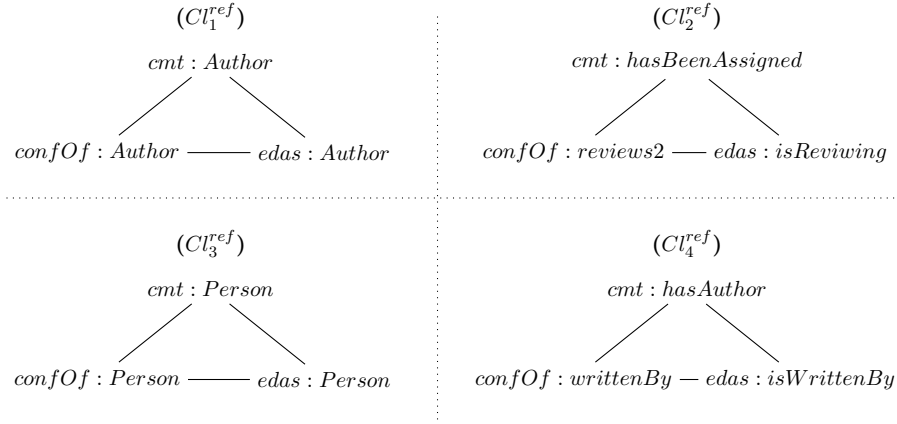 (Cl_1^{ref})
cmt : Author
confOf : Author
edas : Author
(Cl_2^{ref})
cmt : hasBeenAssigned
confOf : reviews2
edas : isReviwing
(Cl_3^{ref})
cmt : Person
confOf : Person
edas : Person
(Cl_4^{ref})
cmt : hasAuthor
confOf : writtenBy
edas : isWrittenBy